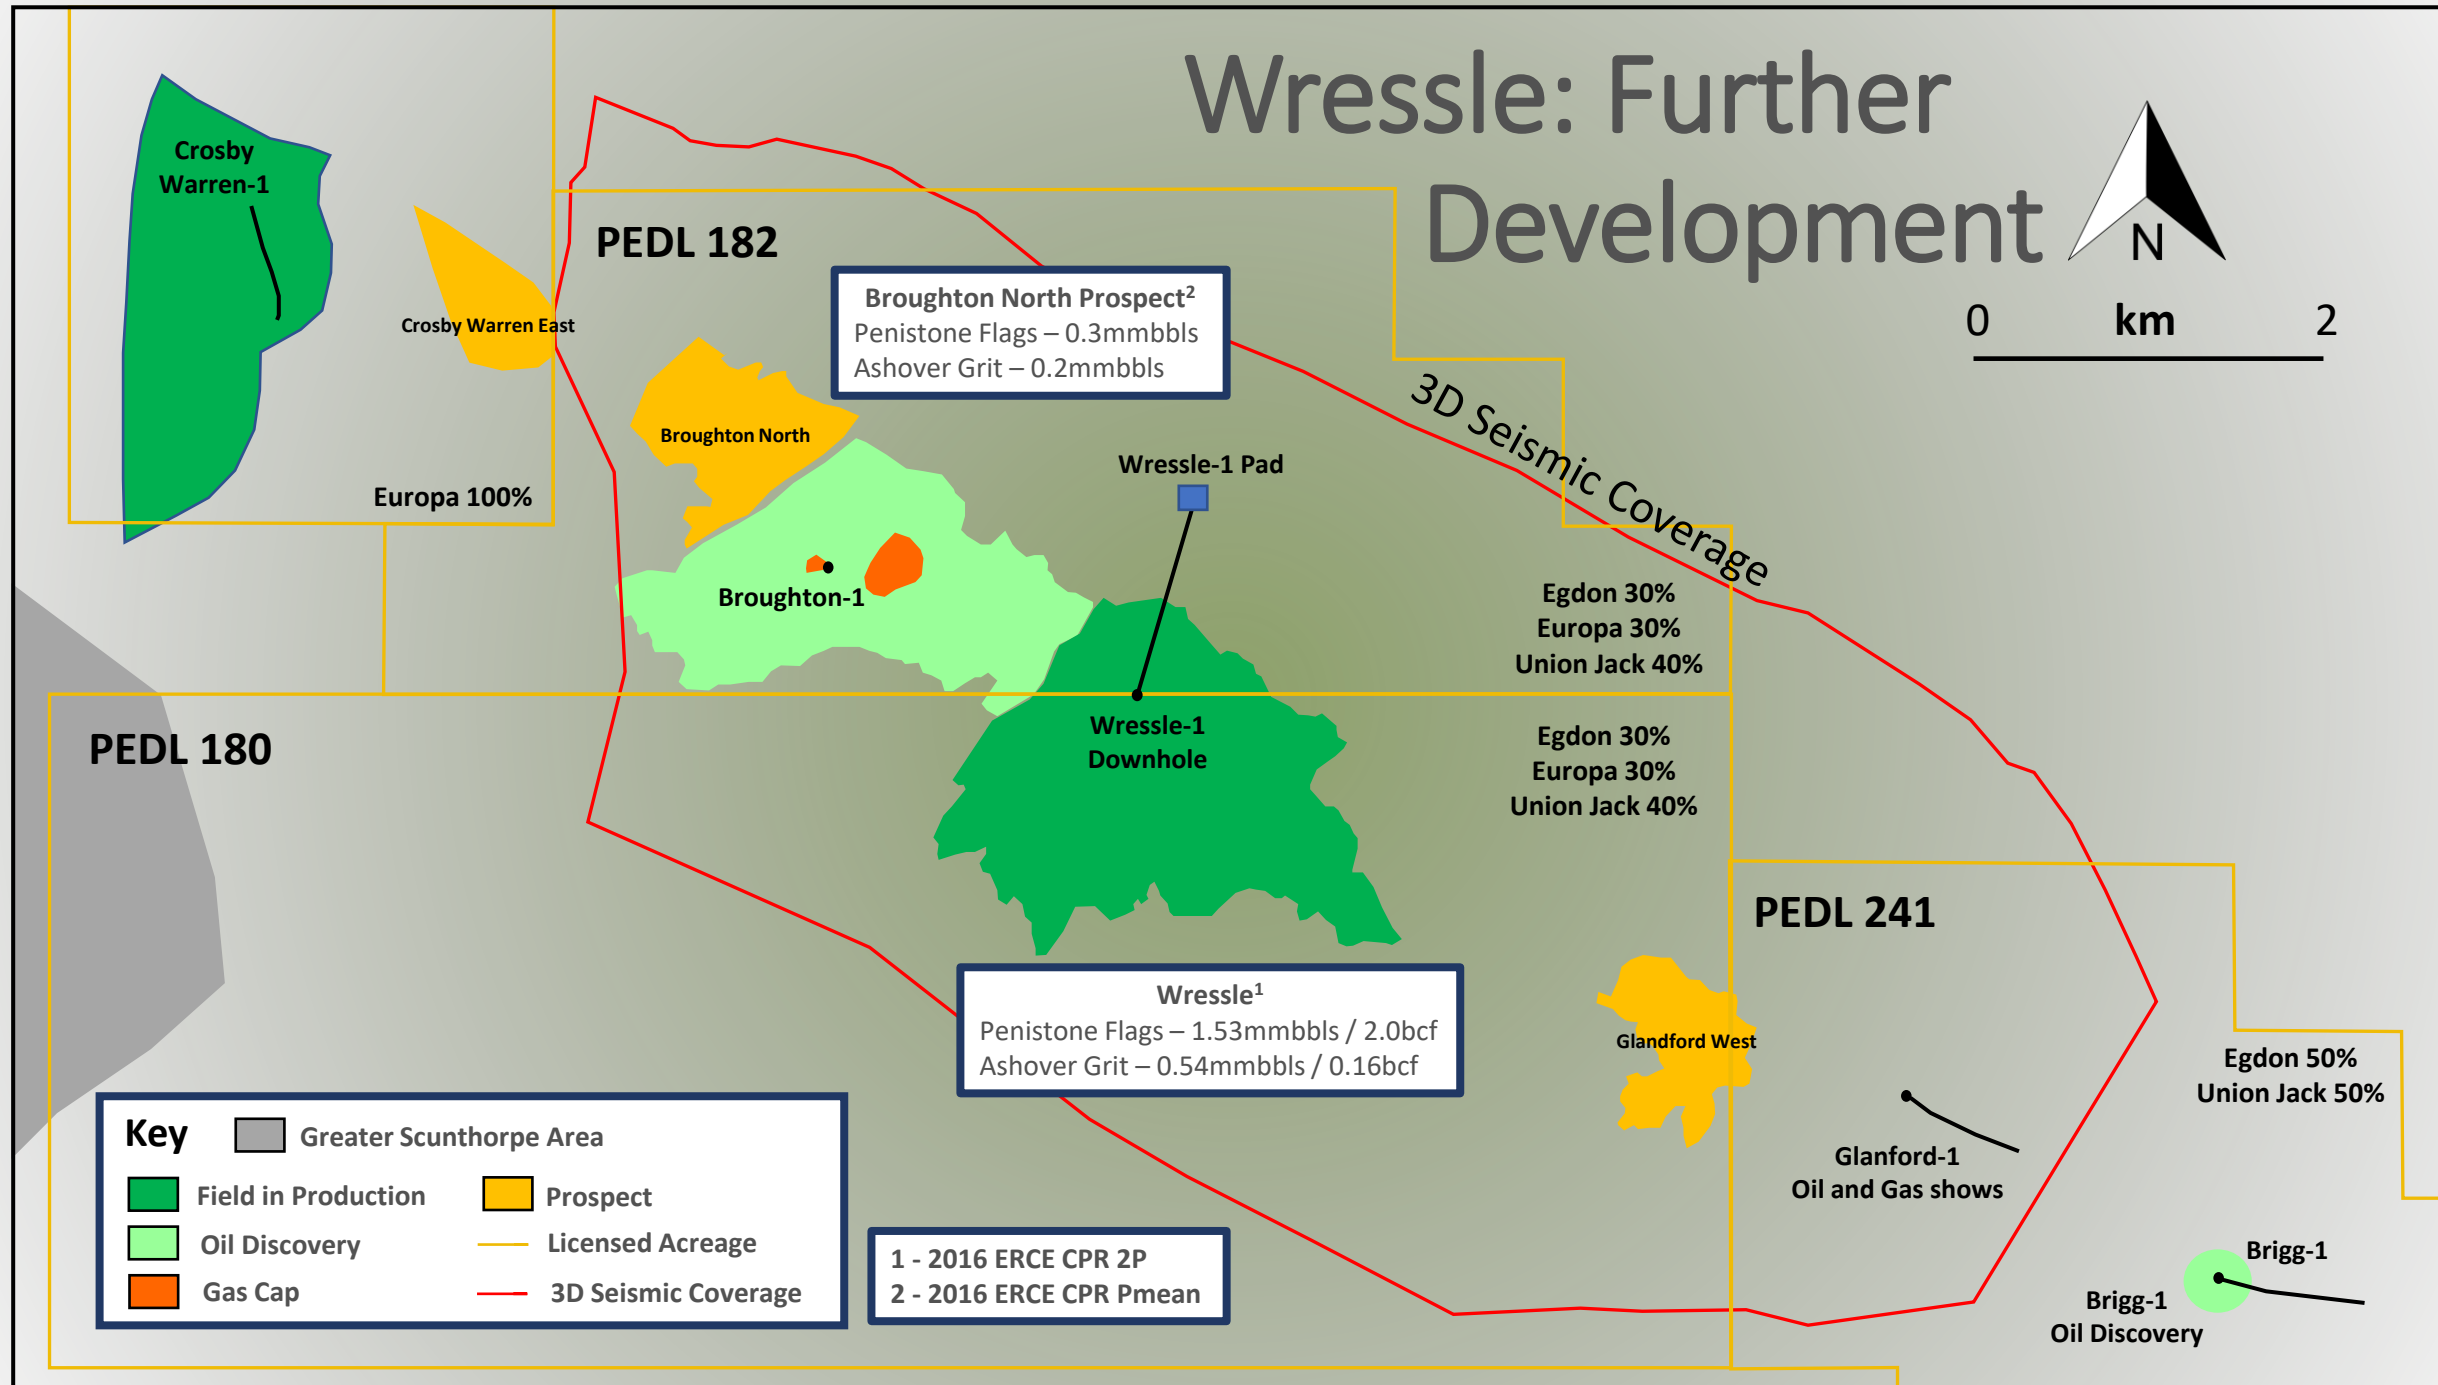 Wressle: Further
Development
N
0 km 2
Crosby
Warren-1
PEDL 182
Crosby Warren East
Broughton North Prospect²
Penistone Flags – 0.3mmbbls
Ashover Grit – 0.2mmbbls
3D Seismic Coverage
Broughton North
Wressle-1 Pad
Europa 100%
Broughton-1
Egdon 30%
Europa 30%
Union Jack 40%
PEDL 180
Wressle-1
Downhole
Egdon 30%
Europa 30%
Union Jack 40%
PEDL 241
Wressle¹
Penistone Flags – 1.53mmbbls / 2.0bcf
Ashover Grit – 0.54mmbbls / 0.16bcf
Glandford West
Egdon 50%
Union Jack 50%
Glanford-1
Oil and Gas shows
Brigg-1
Brigg-1
Oil Discovery
Key
Greater Scunthorpe Area
Field in Production
Prospect
Oil Discovery
Licensed Acreage
Gas Cap
3D Seismic Coverage
1 - 2016 ERCE CPR 2P
2 - 2016 ERCE CPR Pmean